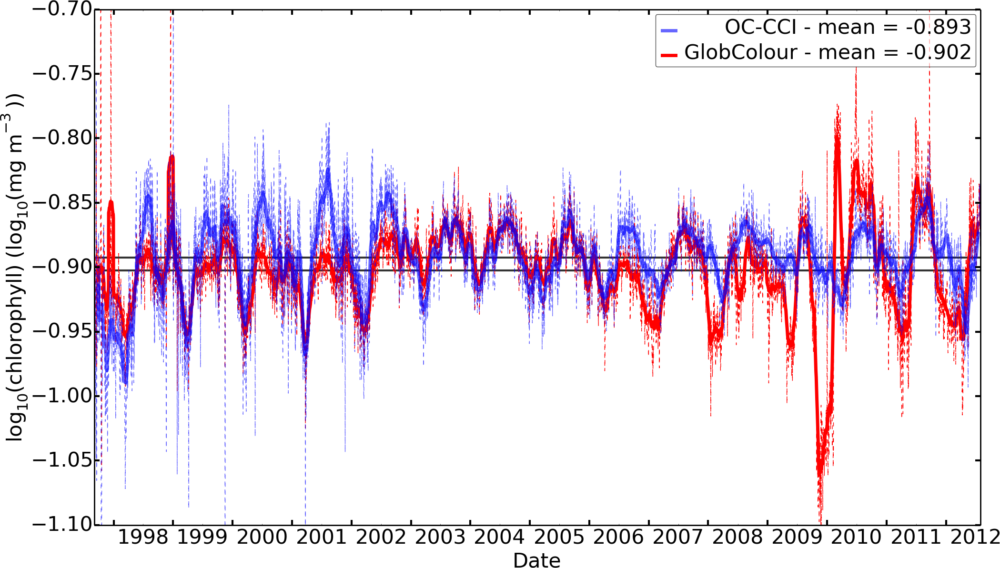 −0.70
−0.75
−0.80
−0.85
−0.90
−0.95
−1.00
−1.05
−1.10
log₁₀(chlorophyll) (log₁₀(mg m⁻³ ))
OC-CCI - mean = -0.893
GlobColour - mean = -0.902
1998 1999 2000 2001 2002 2003 2004 2005 2006 2007 2008 2009 2010 2011 2012
Date